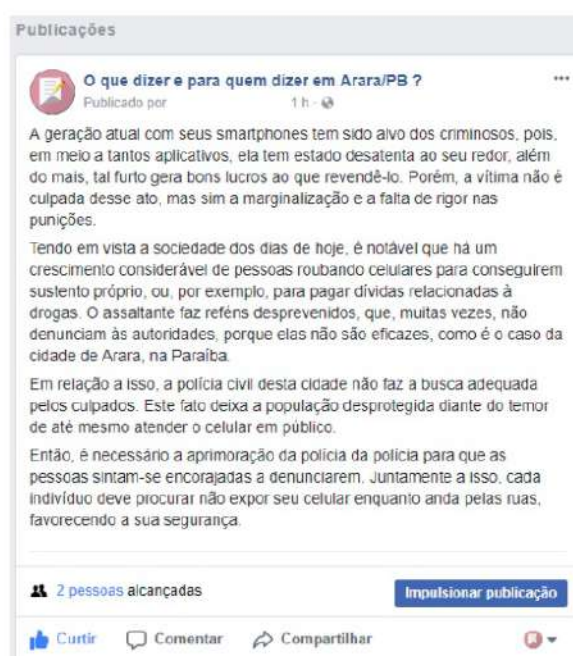 Publicações
O que dizer e para quem dizer em Arara/PB ?
Publicado por 1 h ·
A geração atual com seus smartphones tem sido alvo dos criminosos, pois,
em meio a tantos aplicativos, ela tem estado desatenta ao seu redor, além
do mais, tal furto gera bons lucros ao que revendê-lo. Porém, a vítima não é
culpada desse ato, mas sim a marginalização e a falta de rigor nas
punições.
Tendo em vista a sociedade dos dias de hoje, é notável que há um
crescimento considerável de pessoas roubando celulares para conseguirem
sustento próprio, ou, por exemplo, para pagar dívidas relacionadas à
drogas. O assaltante faz reféns desprevenidos, que, muitas vezes, não
denunciam às autoridades, porque elas não são eficazes, como é o caso da
cidade de Arara, na Paraíba.
Em relação a isso, a polícia civil desta cidade não faz a busca adequada
pelos culpados. Este fato deixa a população desprotegida diante do temor
de até mesmo atender o celular em público.
Então, é necessário a aprimoração da polícia da polícia para que as
pessoas sintam-se encorajadas a denunciarem. Juntamente a isso, cada
indivíduo deve procurar não expor seu celular enquanto anda pelas ruas,
favorecendo a sua segurança.
2 pessoas alcançadas
Impulsionar publicação
Curtir Comentar Compartilhar